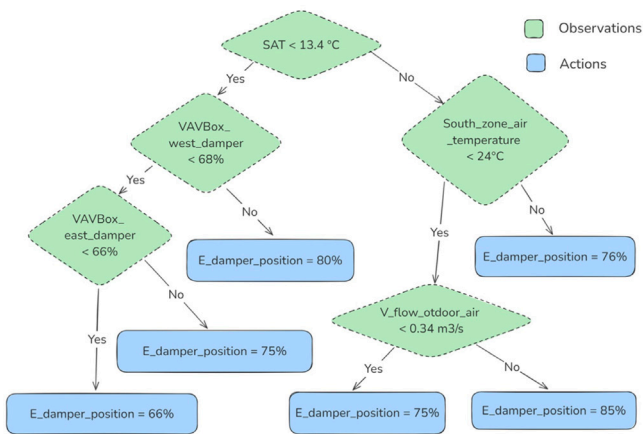 Observations
Actions
SAT < 13.4 °C
Yes
No
VAVBox_
west_damper
< 68%
South_zone_air
_temperature
< 24°C
Yes
No
VAVBox_
east_damper
< 66%
Yes
No
E_damper_position = 80%
E_damper_position = 76%
Yes
No
V_flow_otdoor_air
< 0.34 m3/s
E_damper_position = 75%
Yes
No
E_damper_position = 66%
E_damper_position = 75%
E_damper_position = 85%